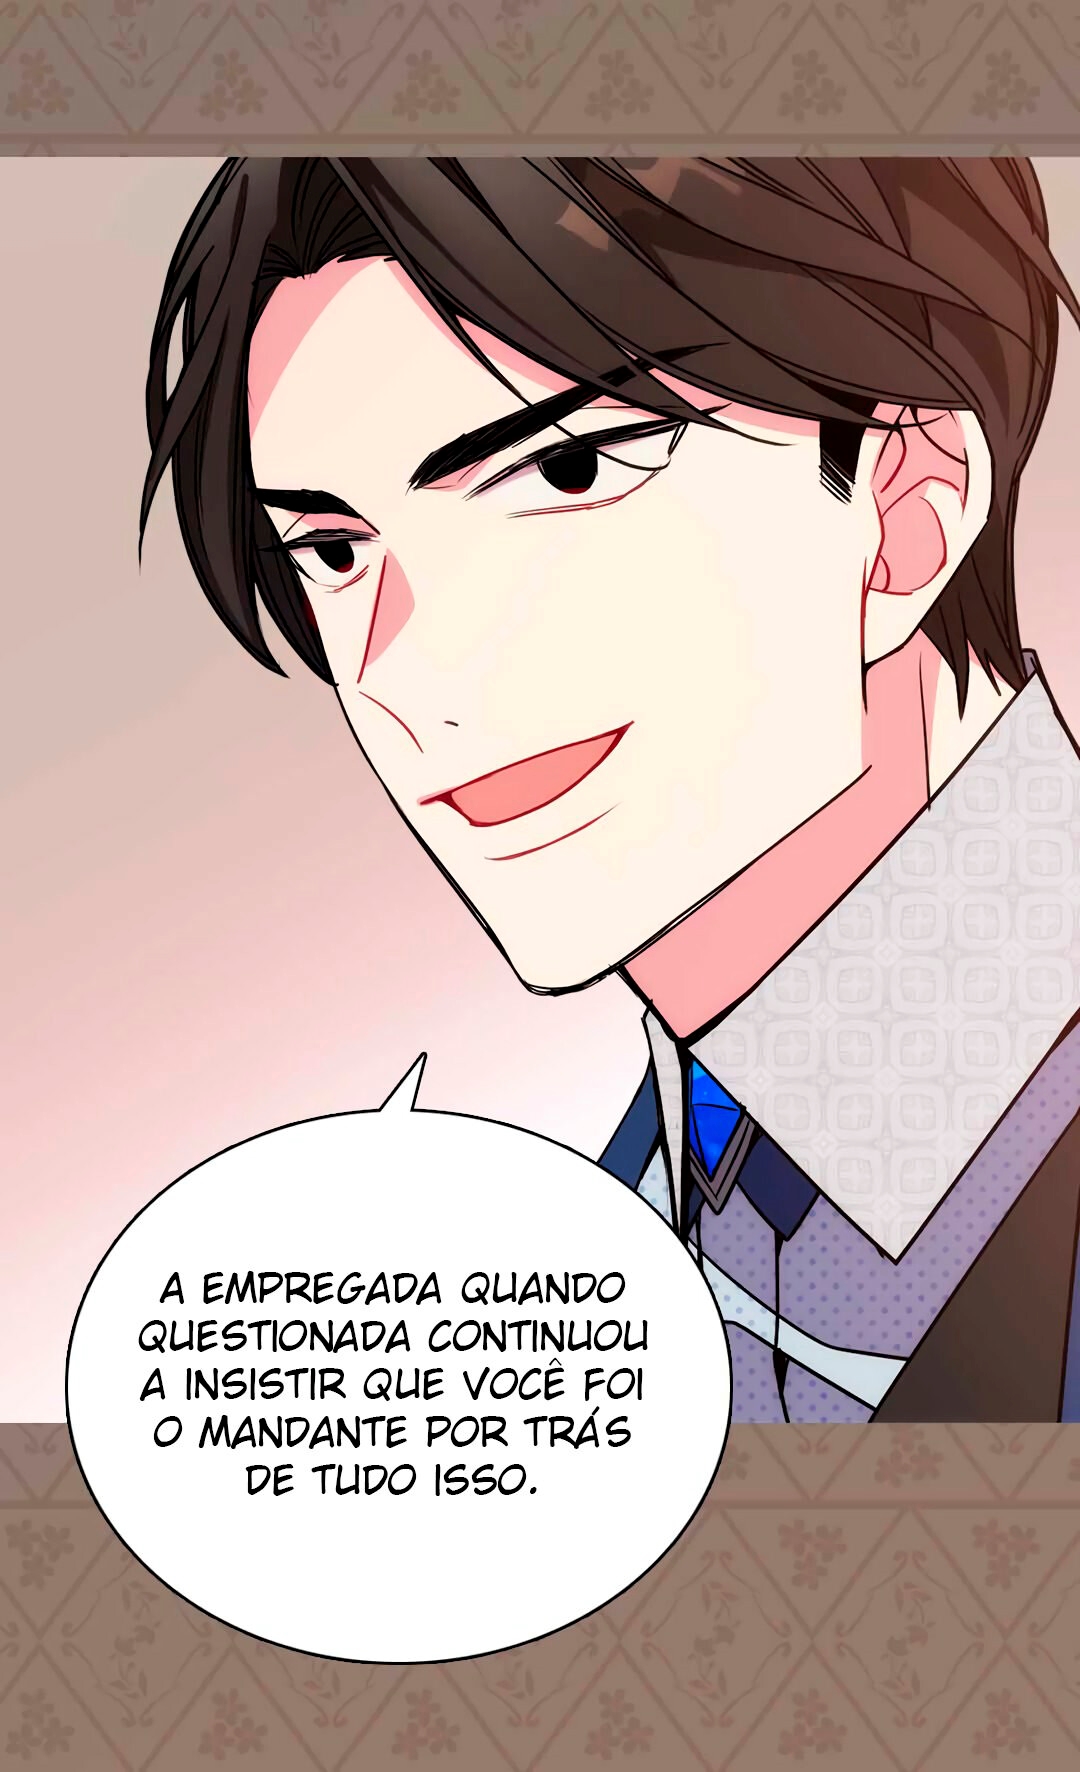 A EMPREGADA QUANDO
QUESTIONADA CONTINUOU
A INSISTIR QUE VOCÊ FOI
O MANDANTE POR TRÁS
DE TUDO ISSO.